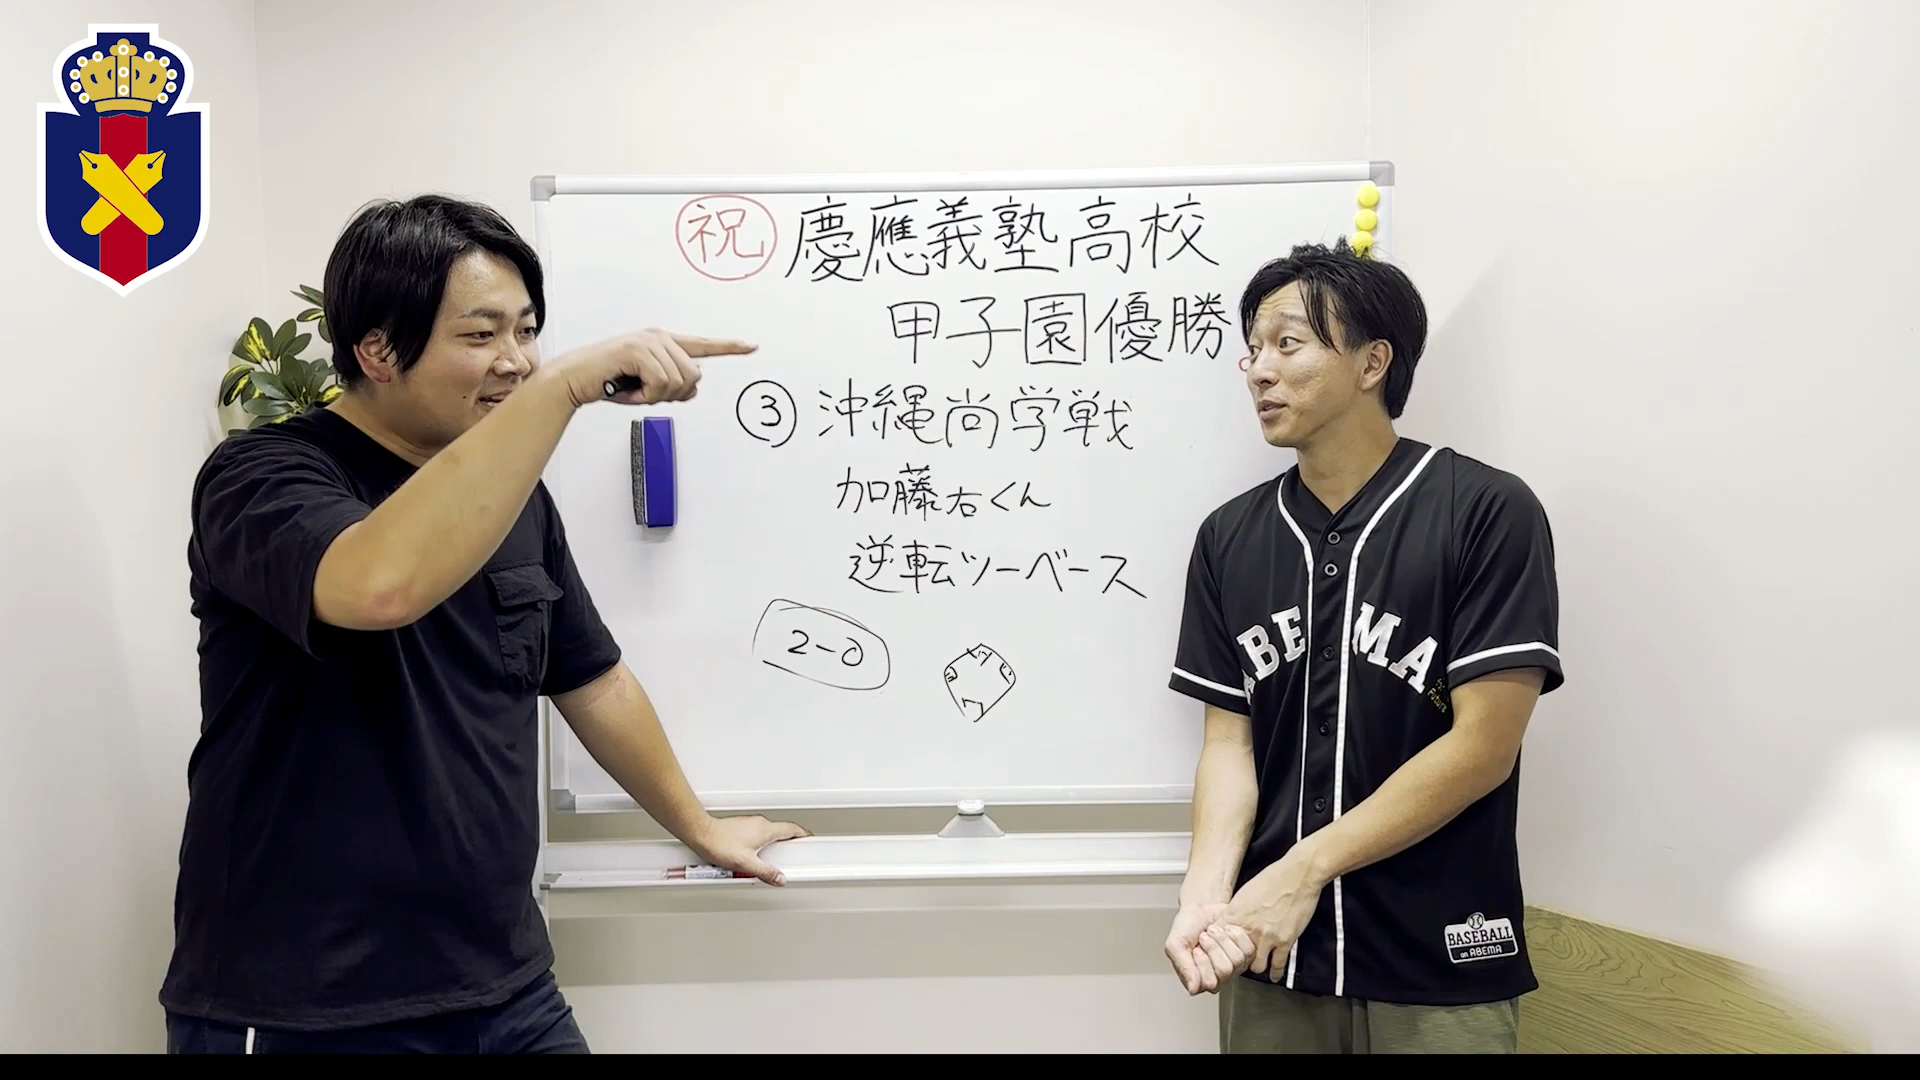 祝 慶應義塾高校
甲子園優勝
③ 沖縄尚学戦
加藤右くん
逆転ツーベース
2-0
ABEMA
BASEBALL
on ABEMA